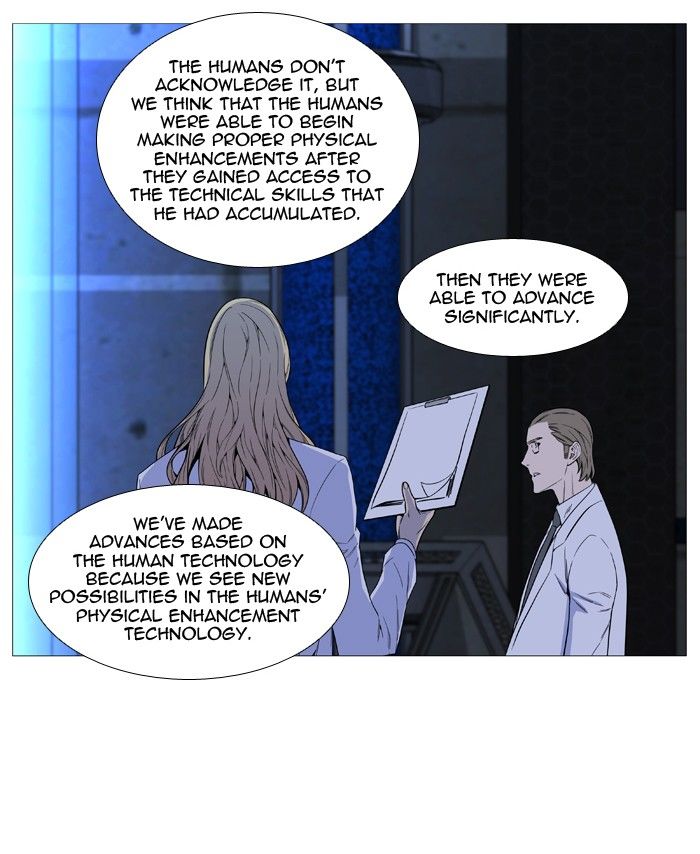 THE HUMANS DON'T
ACKNOWLEDGE IT, BUT
WE THINK THAT THE HUMANS
WERE ABLE TO BEGIN
MAKING PROPER PHYSICAL
ENHANCEMENTS AFTER
THEY GAINED ACCESS TO
THE TECHNICAL SKILLS THAT
HE HAD ACCUMULATED.
THEN THEY WERE
ABLE TO ADVANCE
SIGNIFICANTLY.
WE'VE MADE
ADVANCES BASED ON
THE HUMAN TECHNOLOGY
BECAUSE WE SEE NEW
POSSIBILITIES IN THE HUMANS'
PHYSICAL ENHANCEMENT
TECHNOLOGY.